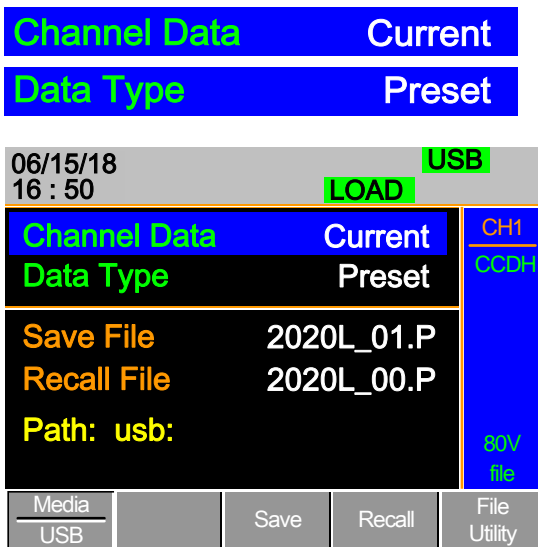 Channel Data Current
Data Type Preset
06/15/18 USB
16 : 50 LOAD
Channel Data Current CH1
Data Type Preset CCDH
Save File 2020L_01.P
Recall File 2020L_00.P
Path: usb: 80V
file
Media Save Recall File
USB Utility